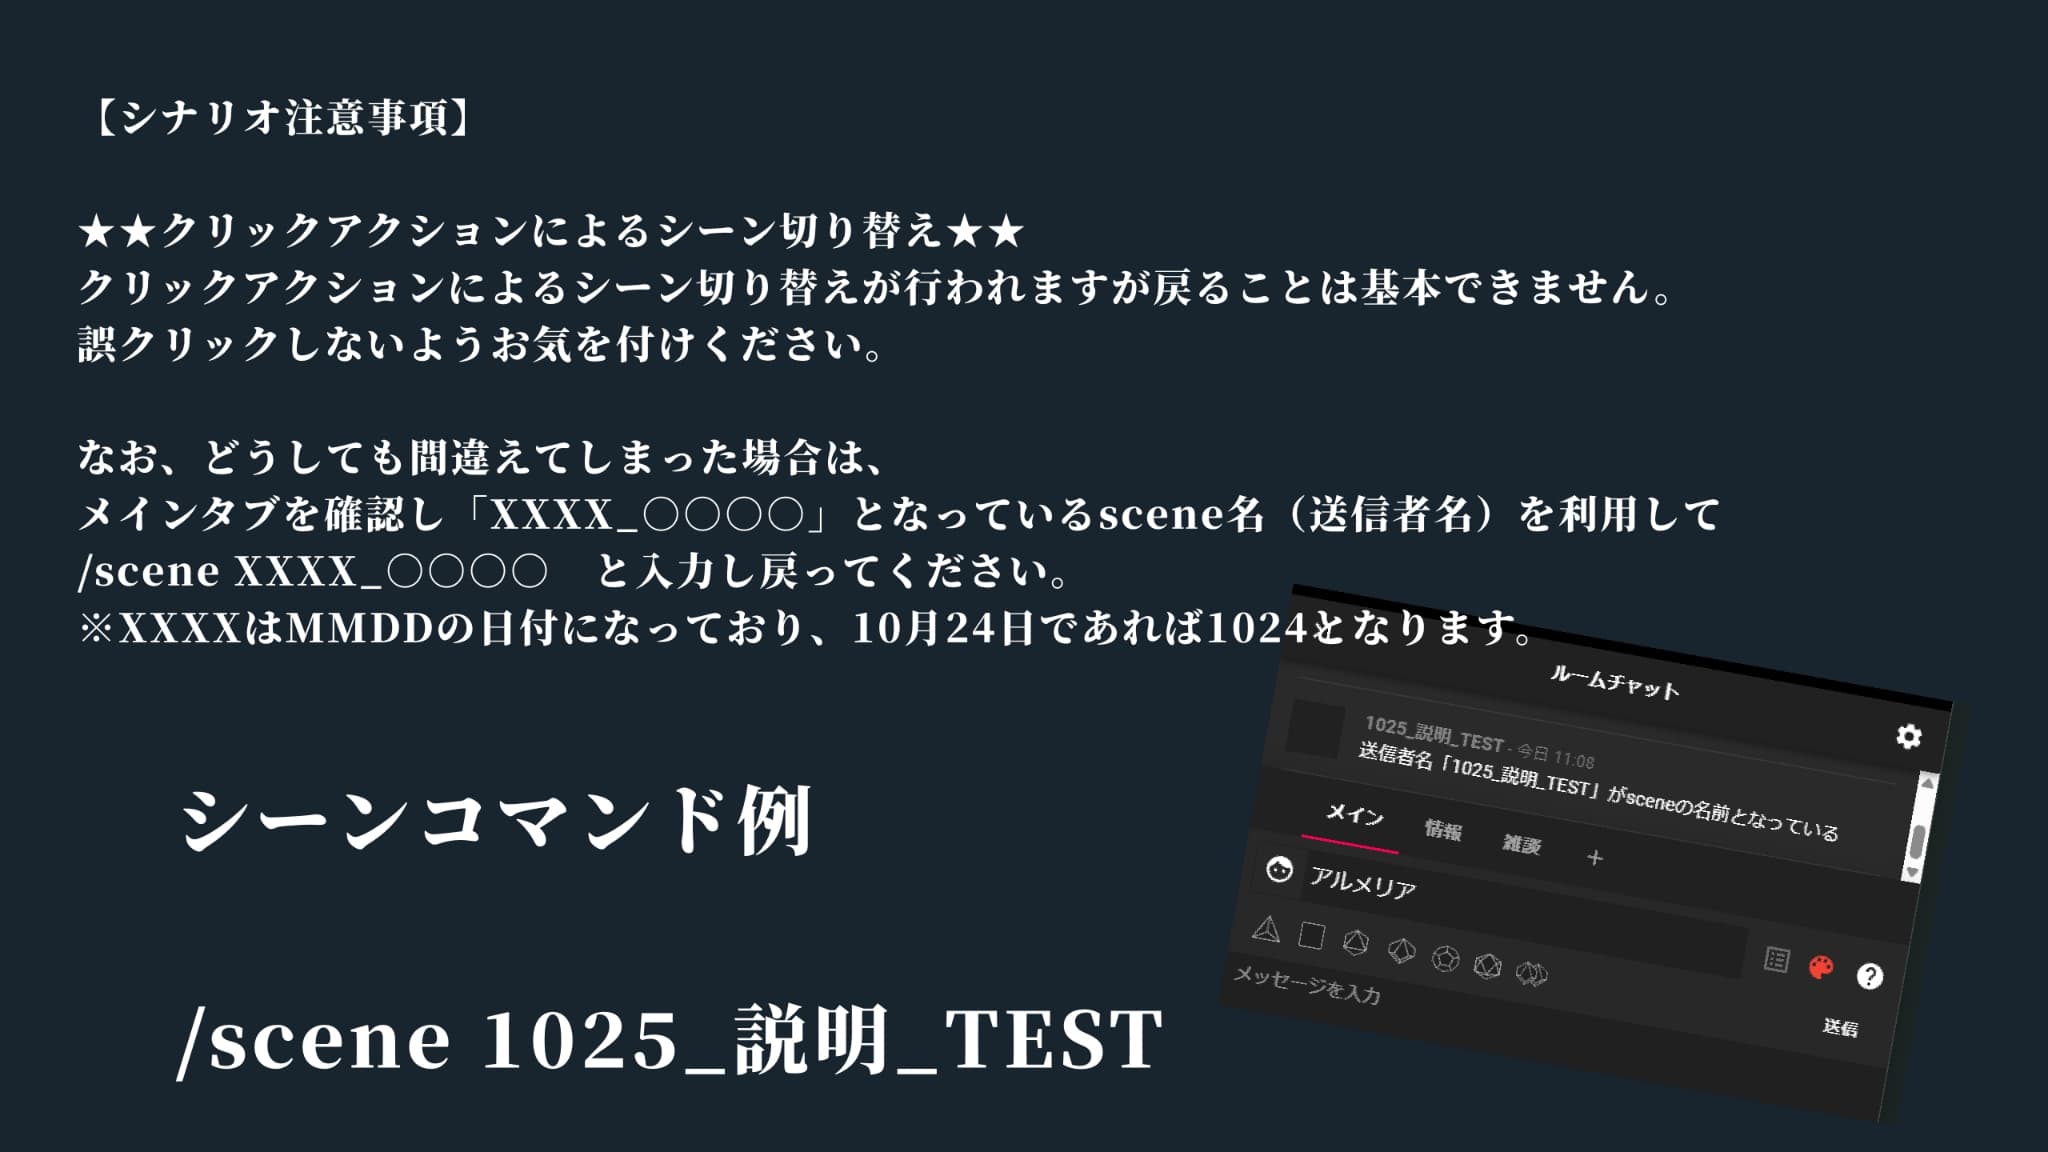 【シナリオ注意事項】
★★クリックアクションによるシーン切り替え★★
クリックアクションによるシーン切り替えが行われますが戻ることは基本できません。
誤クリックしないようお気を付けください。
なお、どうしても間違えてしまった場合は、
メインタブを確認し「XXXX_○○○○」となっているscene名（送信者名）を利用して
/scene XXXX_○○○○　と入力し戻ってください。
※XXXXはMMDDの日付になっており、10月24日であれば1024となります。
シーンコマンド例
/scene 1025_説明_TEST
ルームチャット
1025_説明_TEST - 今日 11:08
送信者名「1025_説明_TEST」がsceneの名前となっている
メイン 情報 雑談 +
アルメリア
メッセージを入力
送信